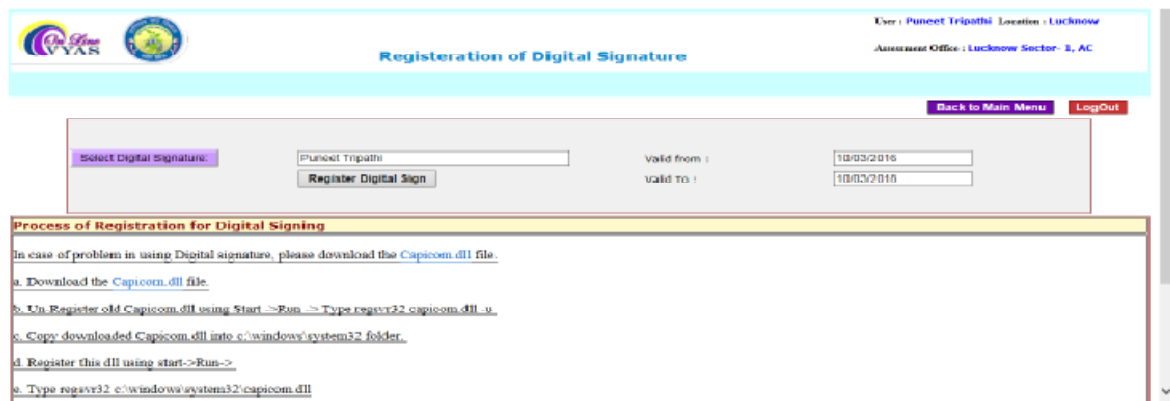 On Line
VYAS
User : Puneet Tripathi Location : Lucknow
Registeration of Digital Signature
Assessment Office : Lucknow Sector- 1, AC
Back to Main Menu LogOut
Select Digital Signature: Puneet Tripathi Valid from : 10/03/2016
Register Digital Sign Valid TO : 10/03/2018
Process of Registration for Digital Signing
In case of problem in using Digital signature, please download the Capicom.dll file.
a. Download the Capicom.dll file.
b. Un Register old Capicom.dll using Start ->Run -> Type regsvr32 capicom.dll -u
c. Copy downloaded Capicom.dll into c:\windows\system32 folder.
d. Register this dll using start->Run->
e. Type regsvr32 c:\windows\system32\capicom.dll